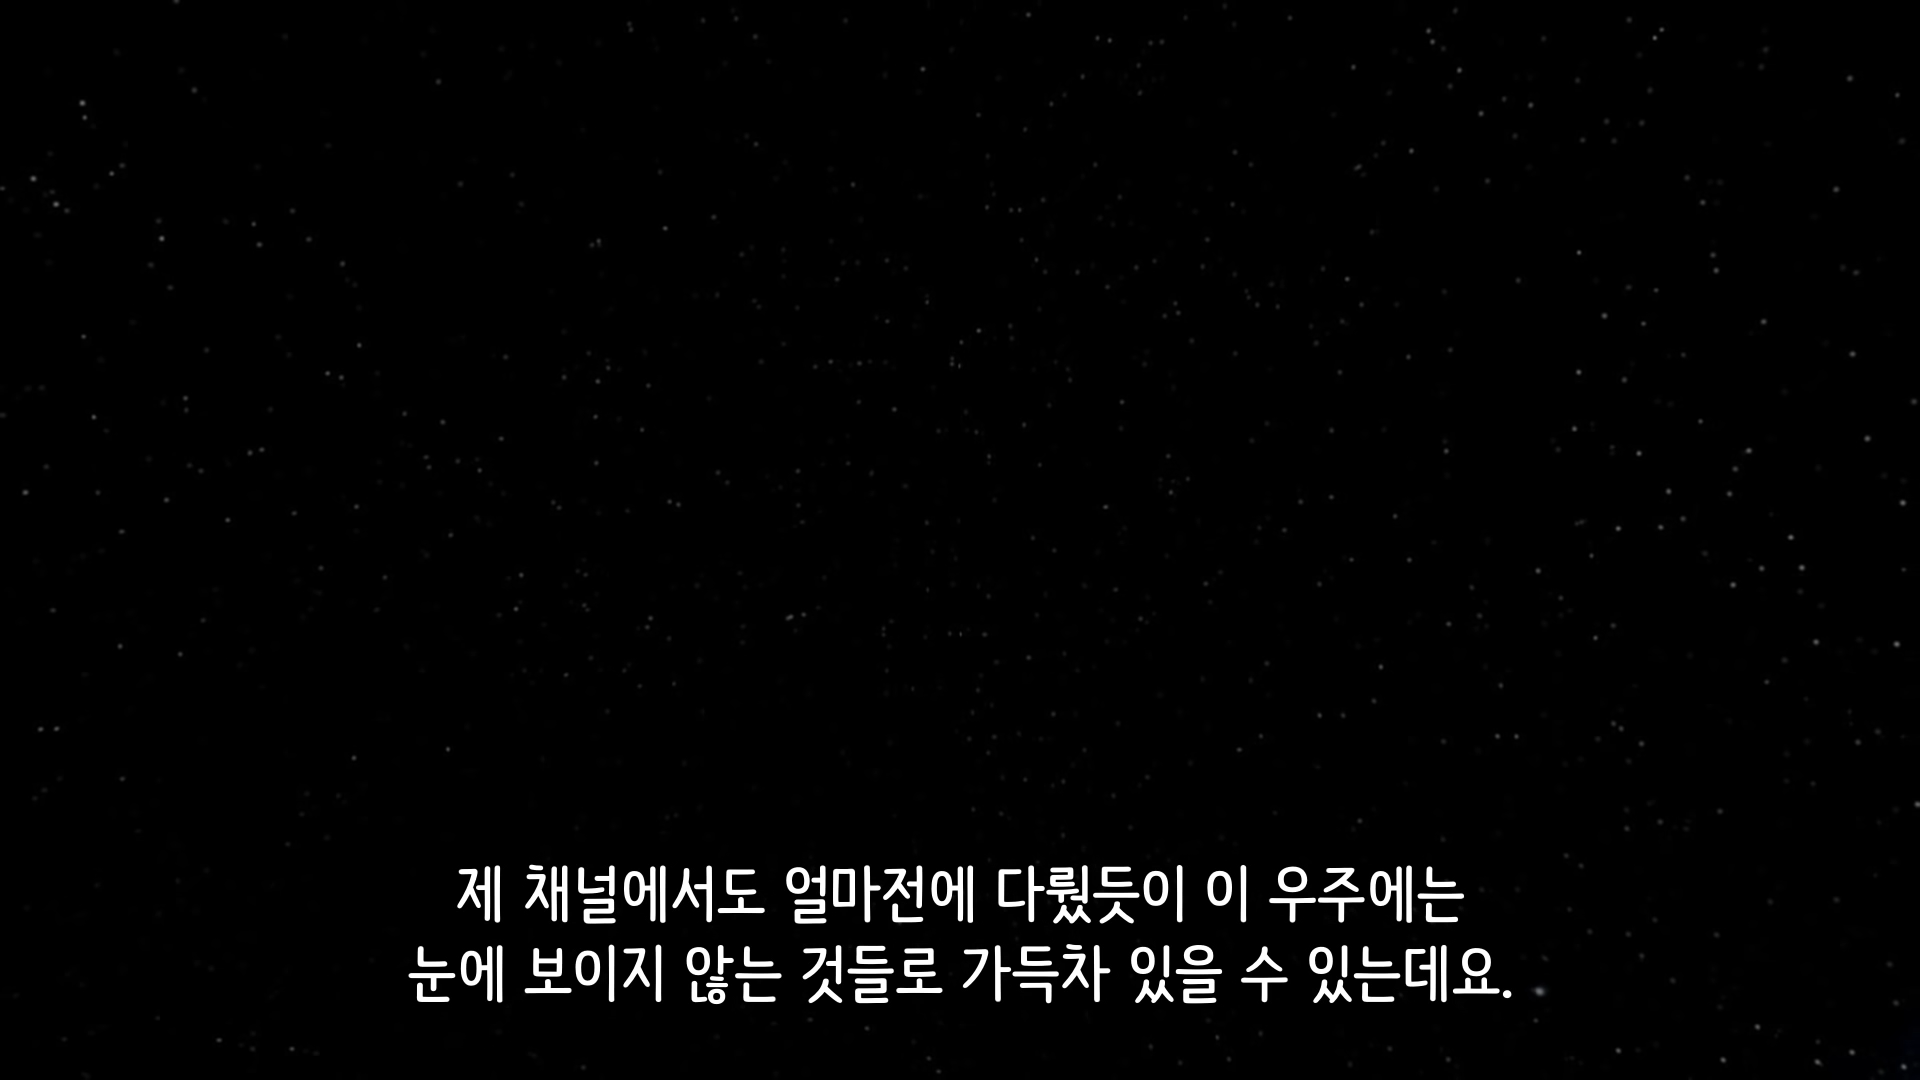 제 채널에서도 얼마전에 다뤘듯이 이 우주에는
눈에 보이지 않는 것들로 가득차 있을 수 있는데요.